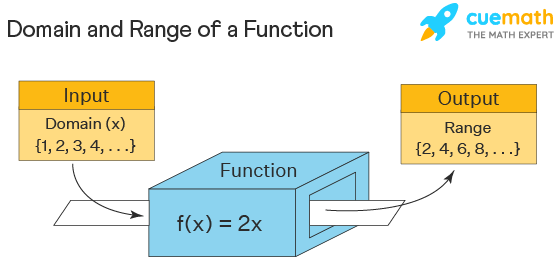 Domain and Range of a Function
cuemath
THE MATH EXPERT
Input
Domain (x)
{1, 2, 3, 4, . . .}
Output
Range
{2, 4, 6, 8, . . .}
Function
f(x) = 2x